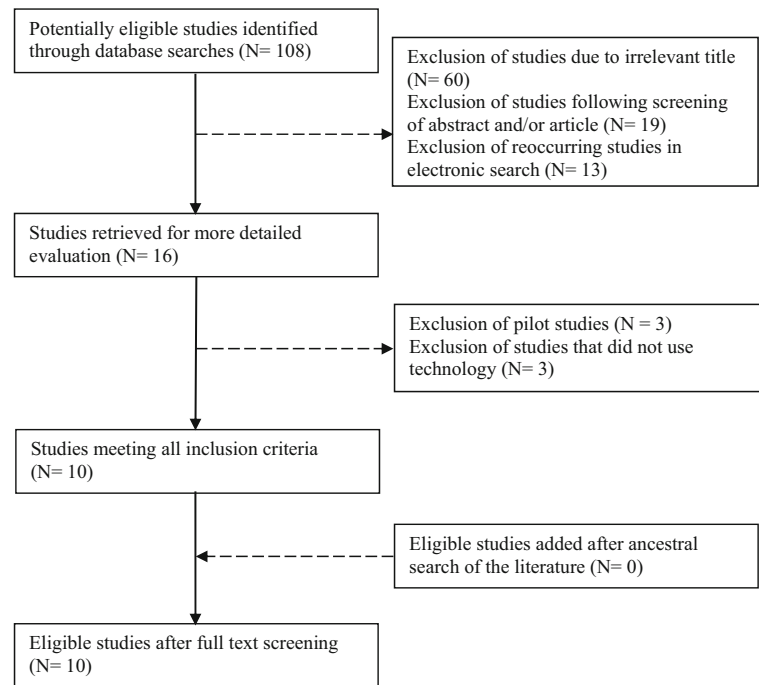 Potentially eligible studies identified
through database searches (N= 108)
Exclusion of studies due to irrelevant title
(N= 60)
Exclusion of studies following screening
of abstract and/or article (N= 19)
Exclusion of reoccurring studies in
electronic search (N= 13)
Studies retrieved for more detailed
evaluation (N= 16)
Exclusion of pilot studies (N = 3)
Exclusion of studies that did not use
technology (N= 3)
Studies meeting all inclusion criteria
(N= 10)
Eligible studies added after ancestral
search of the literature (N= 0)
Eligible studies after full text screening
(N= 10)